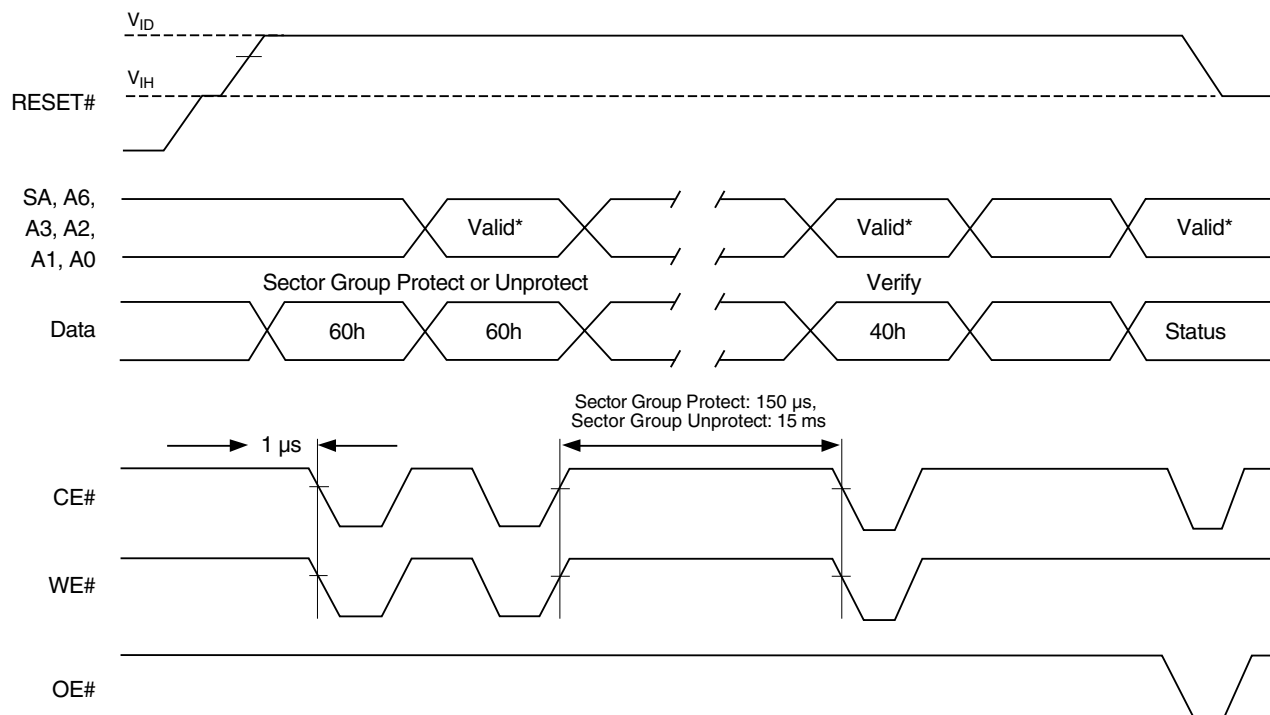 VID
VIH
RESET#
SA, A6,
A3, A2,
A1, A0
Valid*
Valid*
Valid*
Sector Group Protect or Unprotect
Verify
Data
60h
60h
40h
Status
Sector Group Protect: 150 µs,
Sector Group Unprotect: 15 ms
1 µs
CE#
WE#
OE#